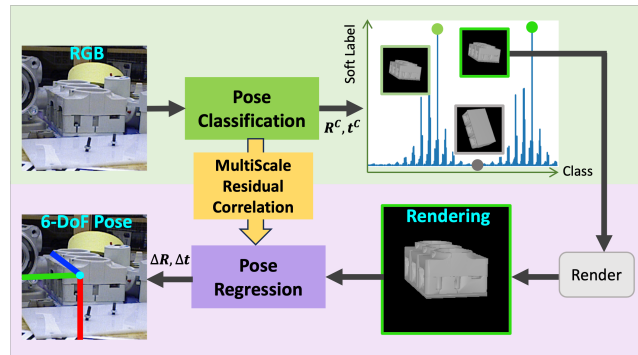 RGB
Pose
Classification
R^C, t^C
Soft Label
Class
MultiScale
Residual
Correlation
6-DoF Pose
ΔR, Δt
Pose
Regression
Rendering
Render